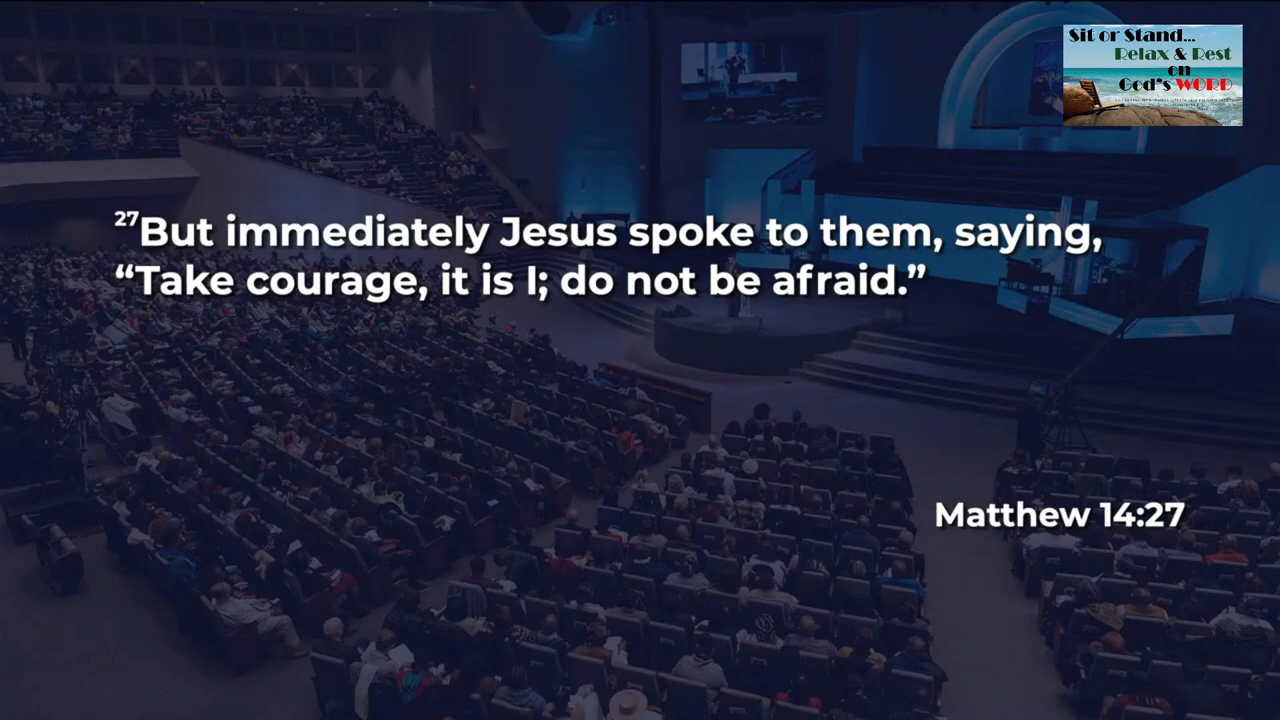 Sit or Stand...
Relax & Rest
on
God's WORD
27But immediately Jesus spoke to them, saying,
“Take courage, it is I; do not be afraid.”
Matthew 14:27